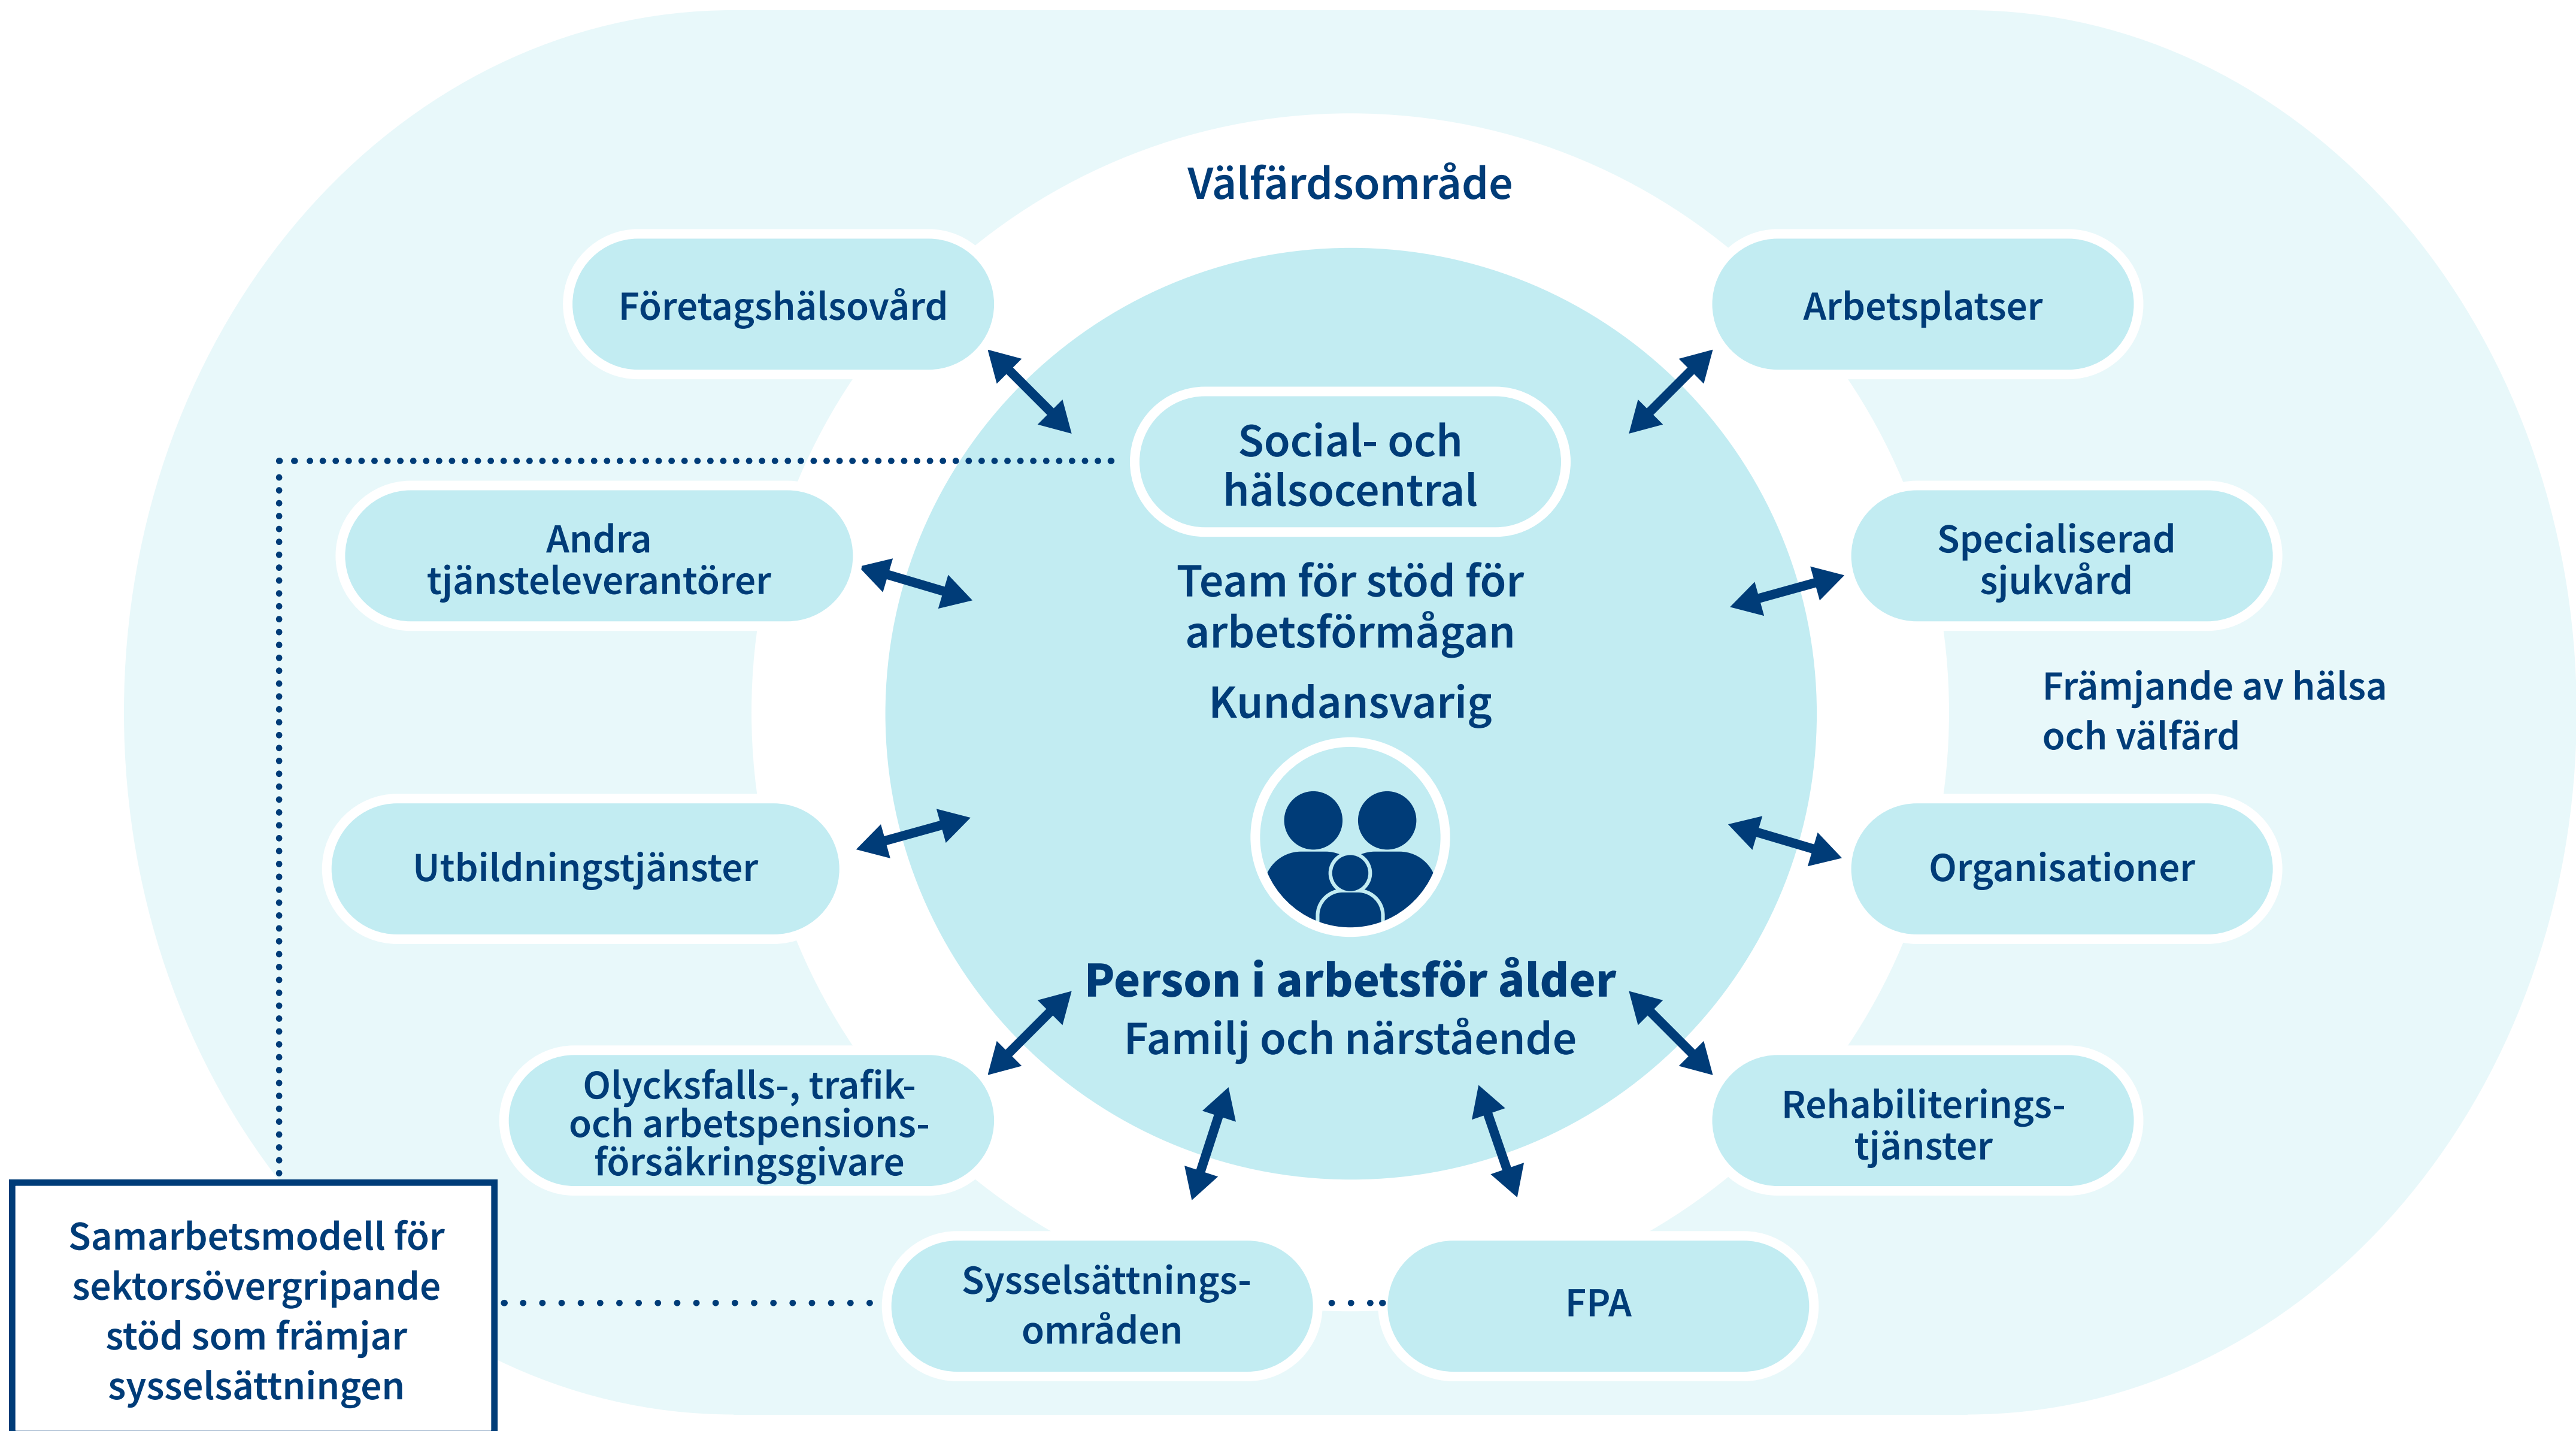 Välfärdsområde
Företagshälsovård
Arbetsplatser
Social- och
hälsocentral
Andra
tjänsteleverantörer
Specialiserad
sjukvård
Team för stöd för
arbetsförmågan
Kundansvarig
Främjande av hälsa
och välfärd
Utbildningstjänster
Organisationer
Person i arbetsför ålder
Familj och närstående
Olycksfalls-, trafik-
och arbetspensions-
försäkringsgivare
Rehabiliterings-
tjänster
Samarbetsmodell för
sektorsövergripande
stöd som främjar
sysselsättningen
Sysselsättnings-
områden
FPA